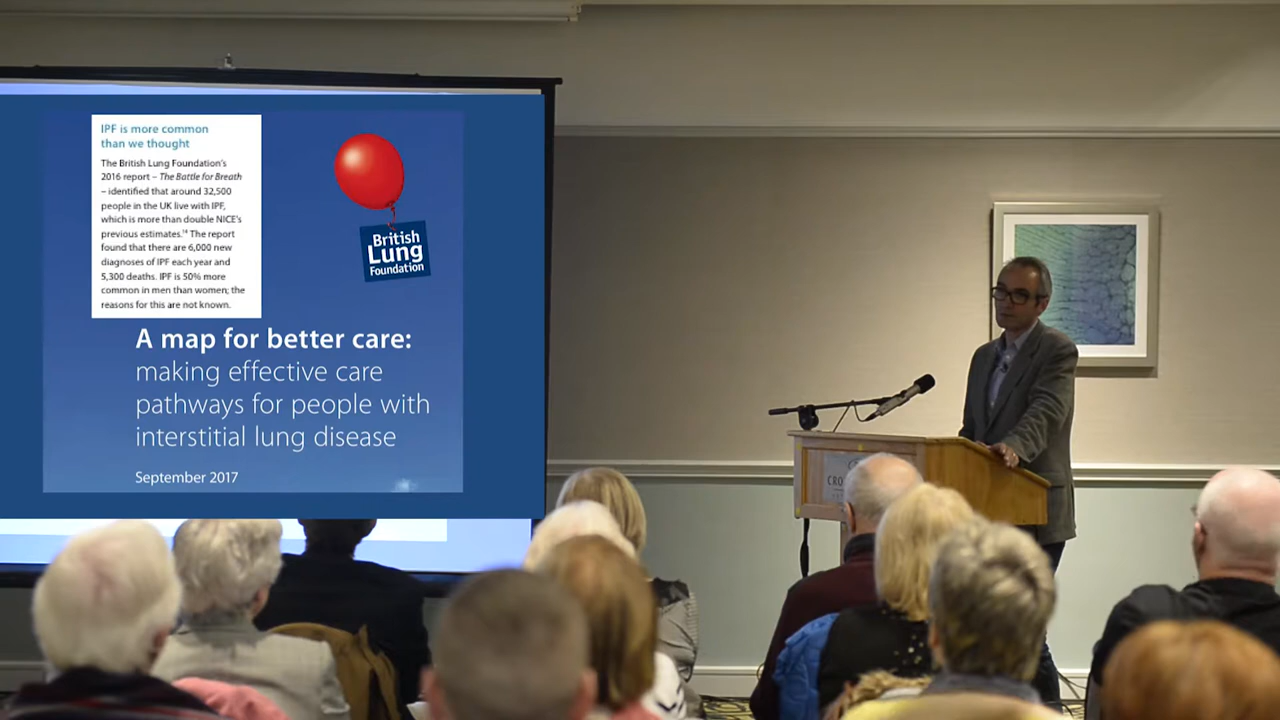 IPF is more common
than we thought
The British Lung Foundation's
2016 report – The Battle for Breath
– identified that around 32,500
people in the UK live with IPF,
which is more than double NICE's
previous estimates.¹⁴ The report
found that there are 6,000 new
diagnoses of IPF each year and
5,300 deaths. IPF is 50% more
common in men than women; the
reasons for this are not known.
British
Lung
Foundation
A map for better care:
making effective care
pathways for people with
interstitial lung disease
September 2017